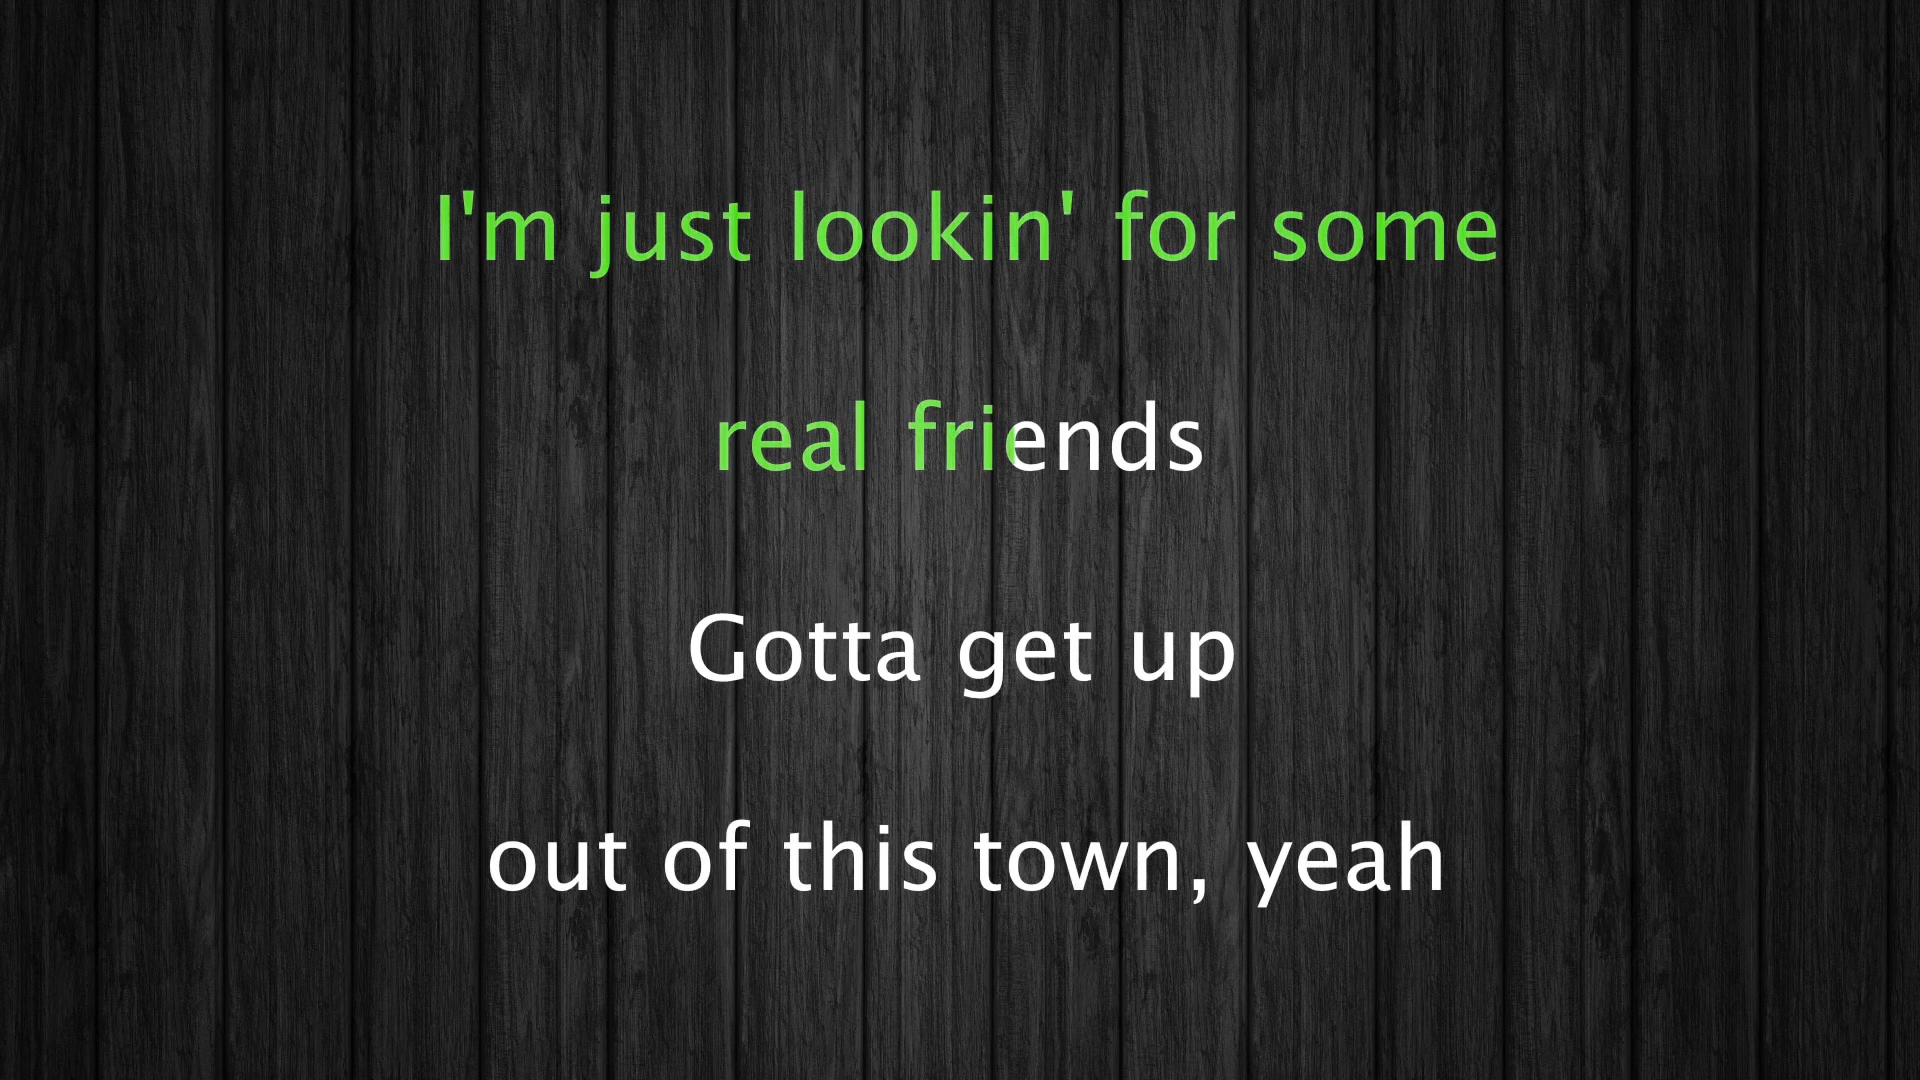 I'm just lookin' for some
real friends
Gotta get up
out of this town, yeah